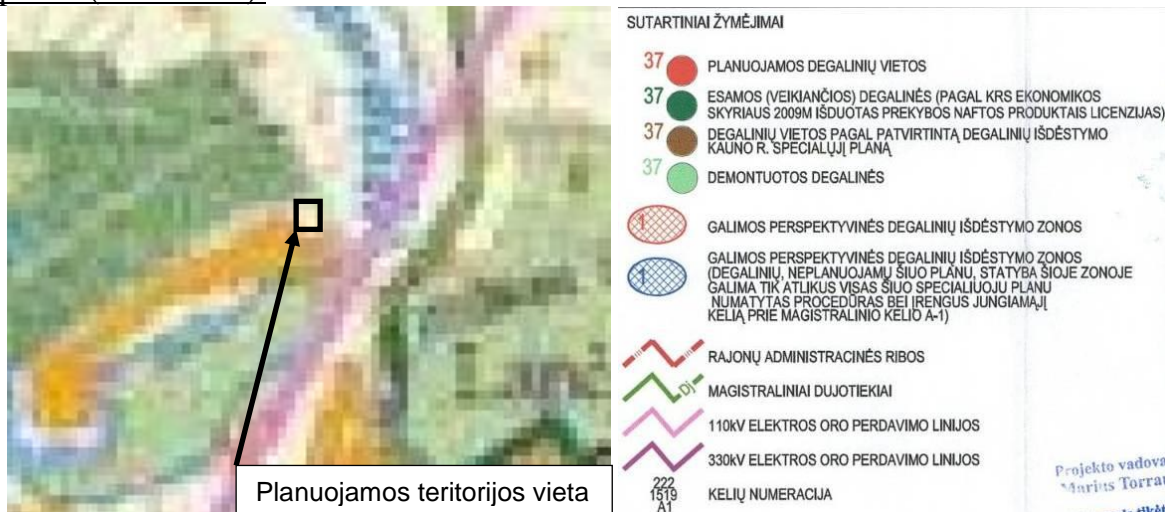 Planuojamos teritorijos vieta
SUTARTINIAI ŽYMĖJIMAI
37 PLANUOJAMOS DEGALINIŲ VIETOS
37 ESAMOS (VEIKIANČIOS) DEGALINĖS (PAGAL KRS EKONOMIKOS
SKYRIAUS 2009M IŠDUOTAS PREKYBOS NAFTOS PRODUKTAIS LICENZIJAS)
37 DEGALINIŲ VIETOS PAGAL PATVIRTINTĄ DEGALINIŲ IŠDĖSTYMO
KAUNO R. SPECIALŲJĮ PLANĄ
37 DEMONTUOTOS DEGALINĖS
1 GALIMOS PERSPEKTYVINĖS DEGALINIŲ IŠDĖSTYMO ZONOS
1 GALIMOS PERSPEKTYVINĖS DEGALINIŲ IŠDĖSTYMO ZONOS
(DEGALINIŲ, NEPLANUOJAMŲ ŠIUO PLANU, STATYBA ŠIOJE ZONOJE
GALIMA TIK ATLIKUS VISAS ŠIUO SPECIALIUOJU PLANU
NUMATYTAS PROCEDŪRAS BEI ĮRENGUS JUNGIAMĄJĮ
KELIĄ PRIE MAGISTRALINIO KELIO A-1)
RAJONŲ ADMINISTRACINĖS RIBOS
Dj MAGISTRALINIAI DUJOTIEKIAI
110kV ELEKTROS ORO PERDAVIMO LINIJOS
330kV ELEKTROS ORO PERDAVIMO LINIJOS
222
1519 KELIŲ NUMERACIJA
A1
Projekto vadova
Marius Torrau